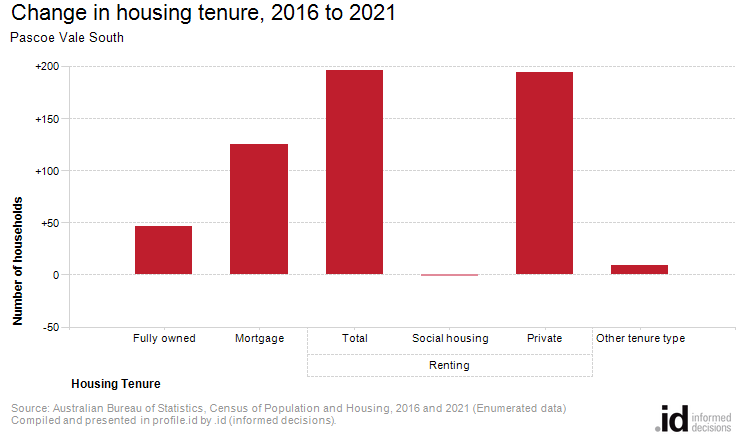 Change in housing tenure, 2016 to 2021
Pascoe Vale South
+200
+150
+100
+50
0
-50
Number of households
Fully owned Mortgage Total Social housing Private Other tenure type
Renting
Housing Tenure
Source: Australian Bureau of Statistics, Census of Population and Housing, 2016 and 2021 (Enumerated data)
Compiled and presented in profile.id by .id (informed decisions).
.id informed
decisions